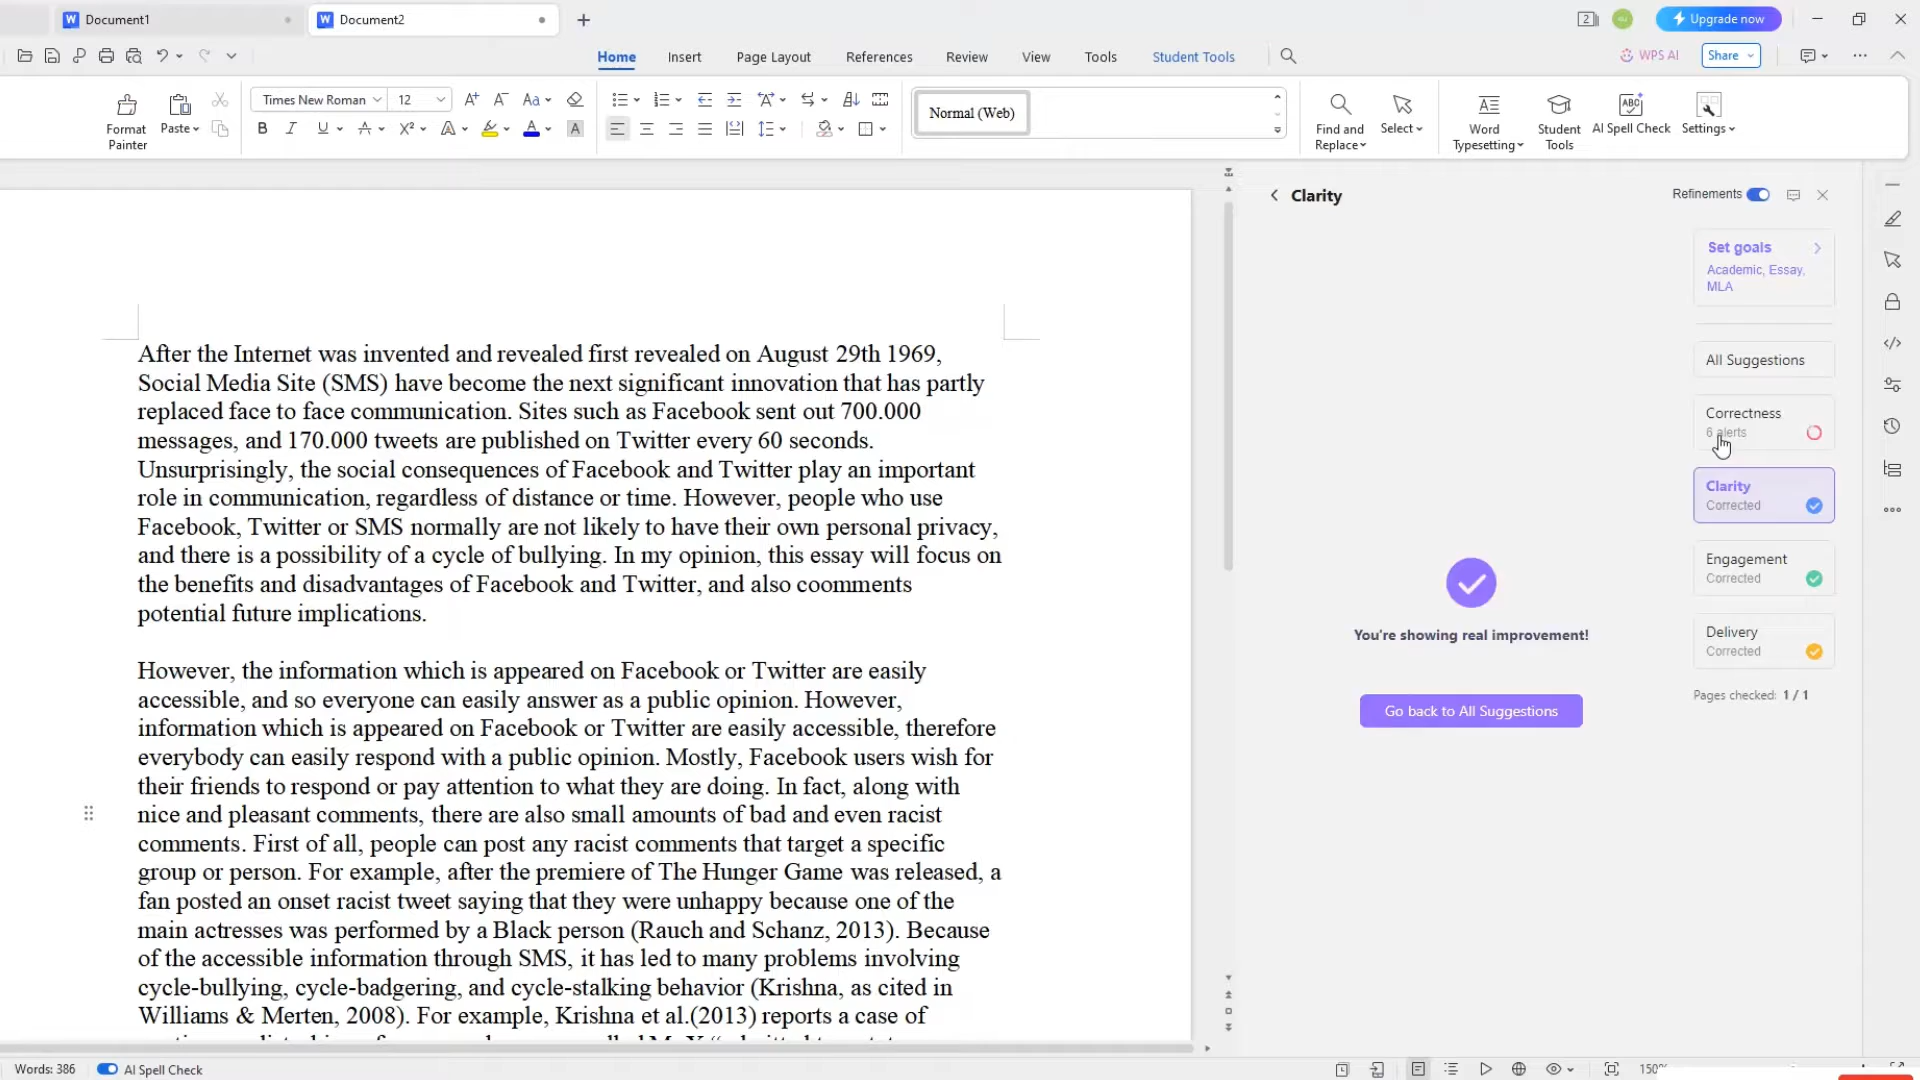 Document1
Document2
2
Upgrade now
Home
Insert
Page Layout
References
Review
View
Tools
Student Tools
WPS AI
Share
Format Painter
Paste
Times New Roman
12
Normal (Web)
Find and Replace
Select
Word Typesetting
Student Tools
AI Spell Check
Settings
Clarity
Refinements
Set goals
Academic, Essay,
MLA
All Suggestions
Correctness
6 alerts
Clarity
Corrected
Engagement
Corrected
Delivery
Corrected
Pages checked: 1 / 1
You're showing real improvement!
Go back to All Suggestions
After the Internet was invented and revealed first revealed on August 29th 1969,
Social Media Site (SMS) have become the next significant innovation that has partly
replaced face to face communication. Sites such as Facebook sent out 700.000
messages, and 170.000 tweets are published on Twitter every 60 seconds.
Unsurprisingly, the social consequences of Facebook and Twitter play an important
role in communication, regardless of distance or time. However, people who use
Facebook, Twitter or SMS normally are not likely to have their own personal privacy,
and there is a possibility of a cycle of bullying. In my opinion, this essay will focus on
the benefits and disadvantages of Facebook and Twitter, and also coomments
potential future implications.
However, the information which is appeared on Facebook or Twitter are easily
accessible, and so everyone can easily answer as a public opinion. However,
information which is appeared on Facebook or Twitter are easily accessible, therefore
everybody can easily respond with a public opinion. Mostly, Facebook users wish for
their friends to respond or pay attention to what they are doing. In fact, along with
nice and pleasant comments, there are also small amounts of bad and even racist
comments. First of all, people can post any racist comments that target a specific
group or person. For example, after the premiere of The Hunger Game was released, a
fan posted an onset racist tweet saying that they were unhappy because one of the
main actresses was performed by a Black person (Rauch and Schanz, 2013). Because
of the accessible information through SMS, it has led to many problems involving
cycle-bullying, cycle-badgering, and cycle-stalking behavior (Krishna, as cited in
Williams & Merten, 2008). For example, Krishna et al.(2013) reports a case of
Words: 386
AI Spell Check
150%